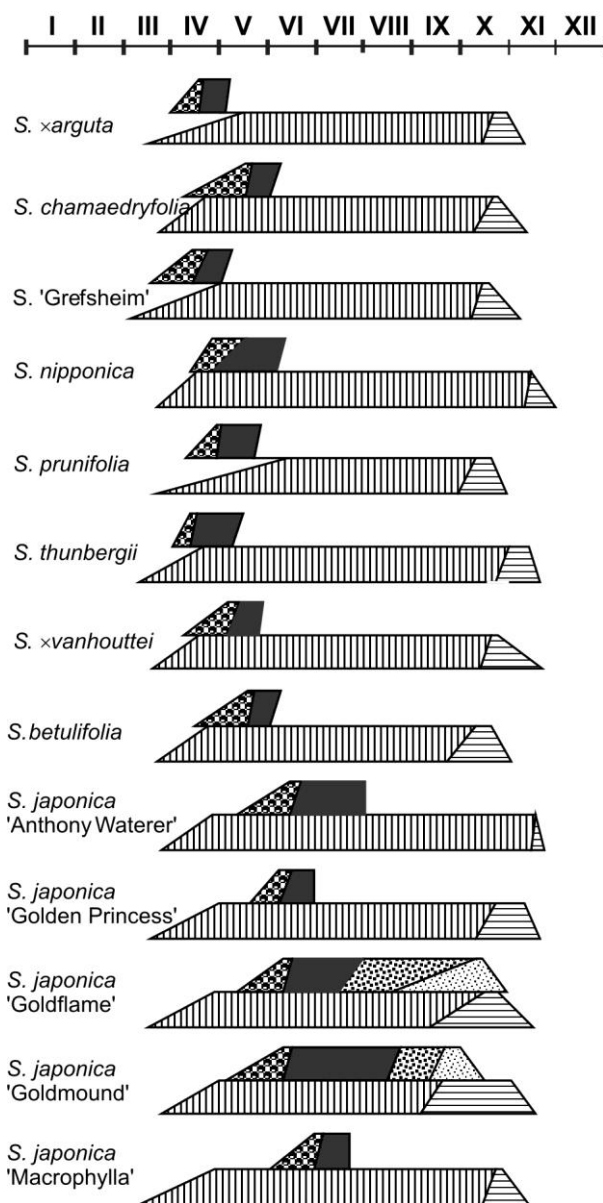 I II III IV V VI VII VIII IX X XI XII
S. ×arguta
S. chamaedryfolia
S. 'Grefsheim'
S. nipponica
S. prunifolia
S. thunbergii
S. ×vanhouttei
S.betulifolia
S. japonica
'Anthony Waterer'
S. japonica
'Golden Princess'
S. japonica
'Goldflame'
S. japonica
'Goldmound'
S. japonica
'Macrophylla'